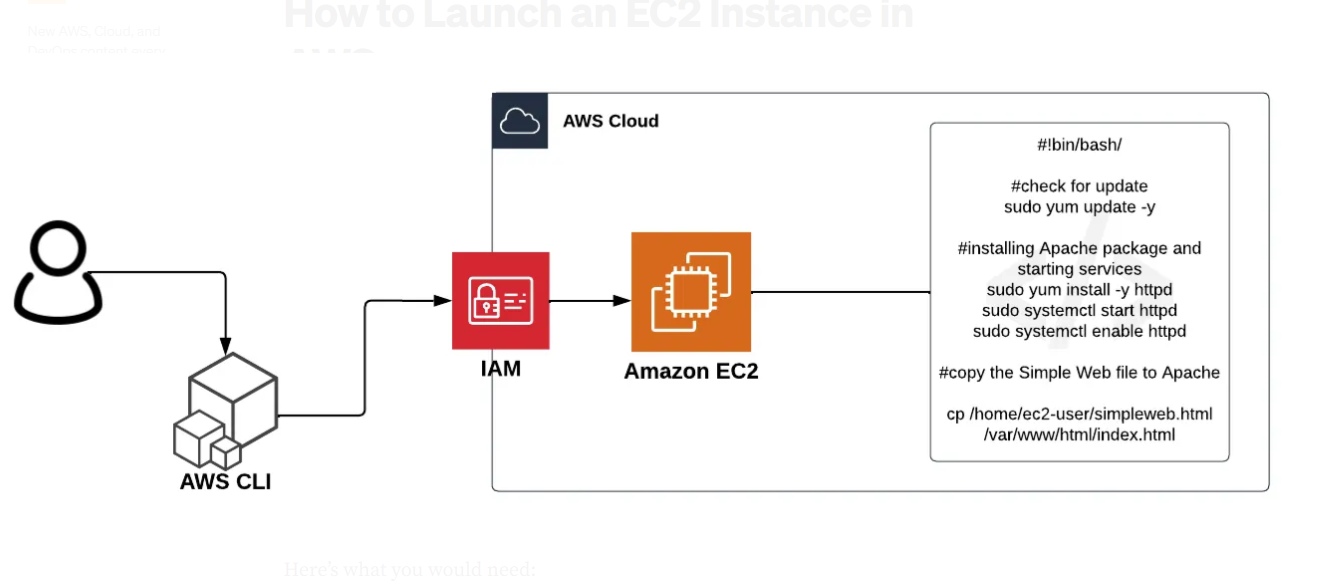 How to Launch an EC2 Instance in
AWS
New AWS, Cloud, and
DevOps content every
AWS Cloud
#!bin/bash/
#check for update
sudo yum update -y
#installing Apache package and
starting services
sudo yum install -y httpd
sudo systemctl start httpd
sudo systemctl enable httpd
#copy the Simple Web file to Apache
cp /home/ec2-user/simpleweb.html
/var/www/html/index.html
IAM
Amazon EC2
AWS CLI
Here's what you would need: